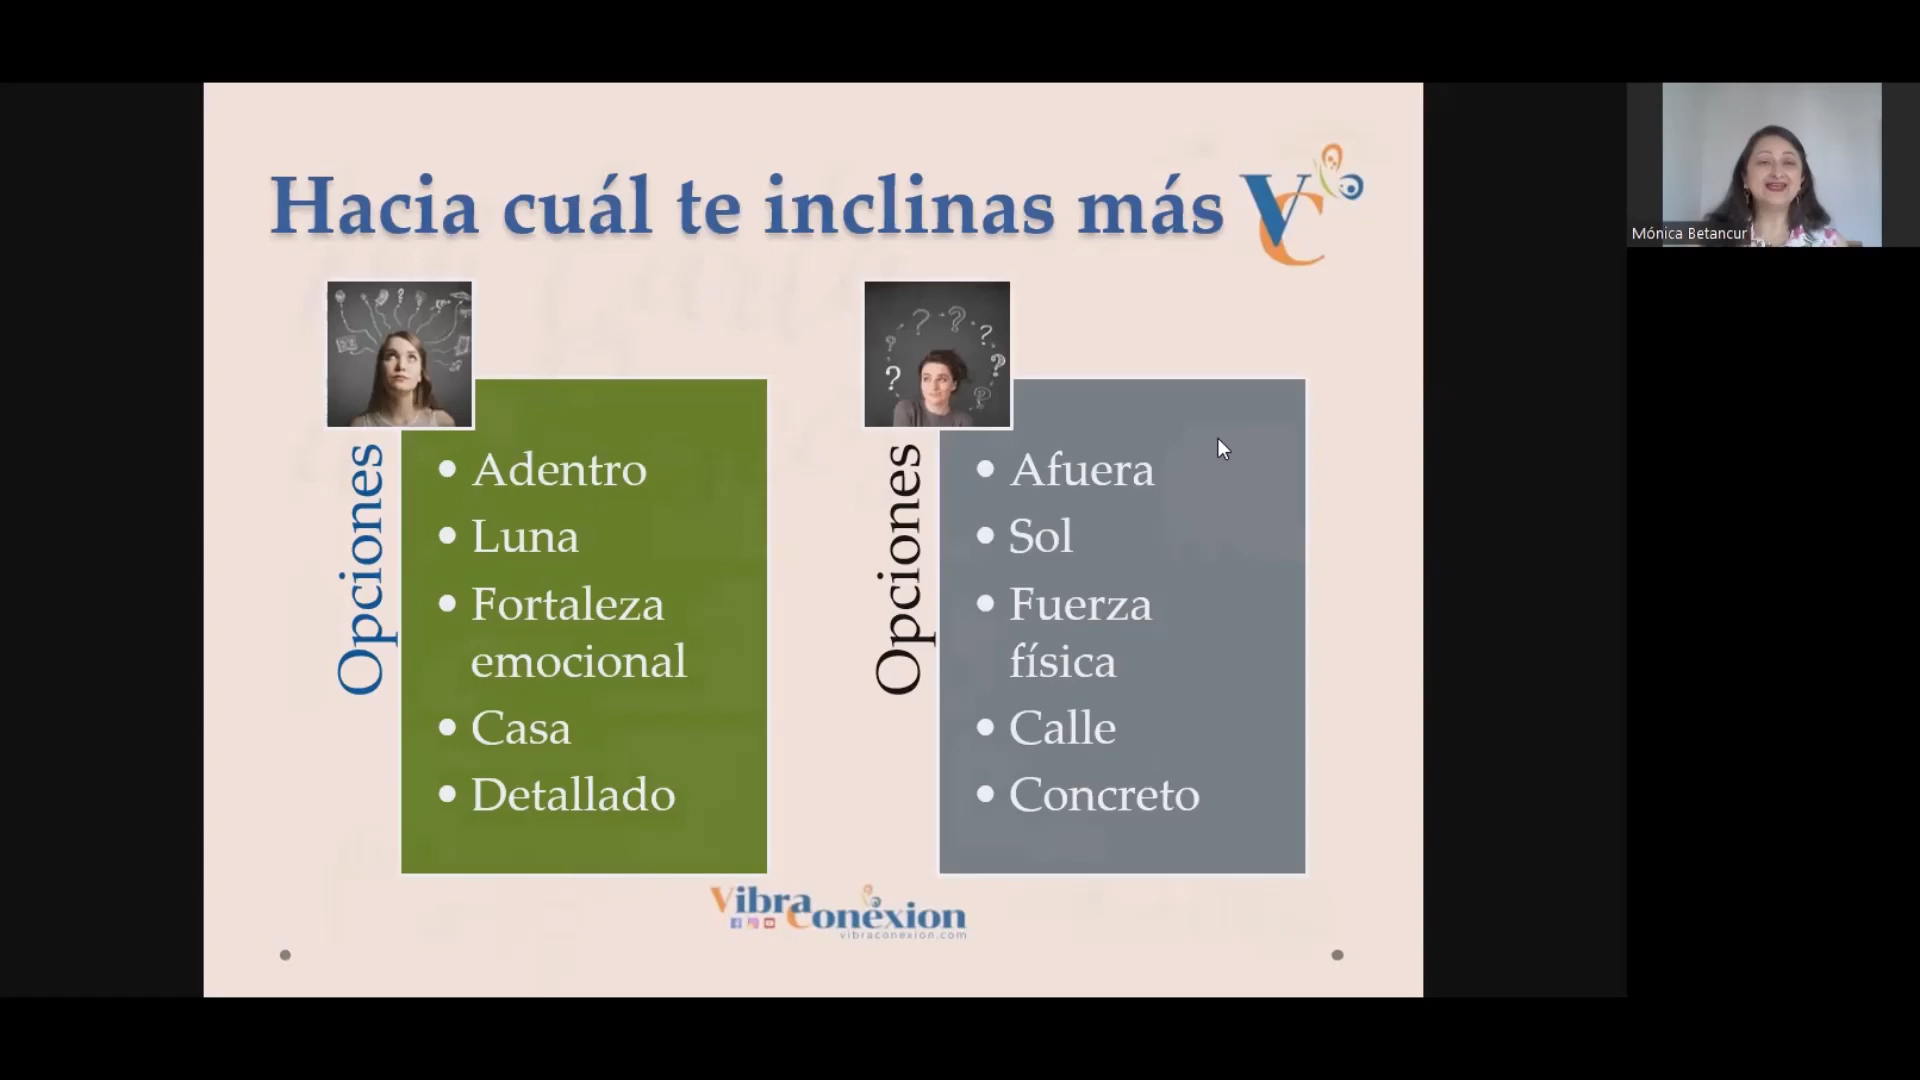 Hacia cuál te inclinas más
VC
Mónica Betancur
Opciones
• Adentro
• Luna
• Fortaleza
emocional
• Casa
• Detallado
Opciones
• Afuera
• Sol
• Fuerza
física
• Calle
• Concreto
? ? ? ? ? ? ?
Vibra
Conexion
vibraconexion.com